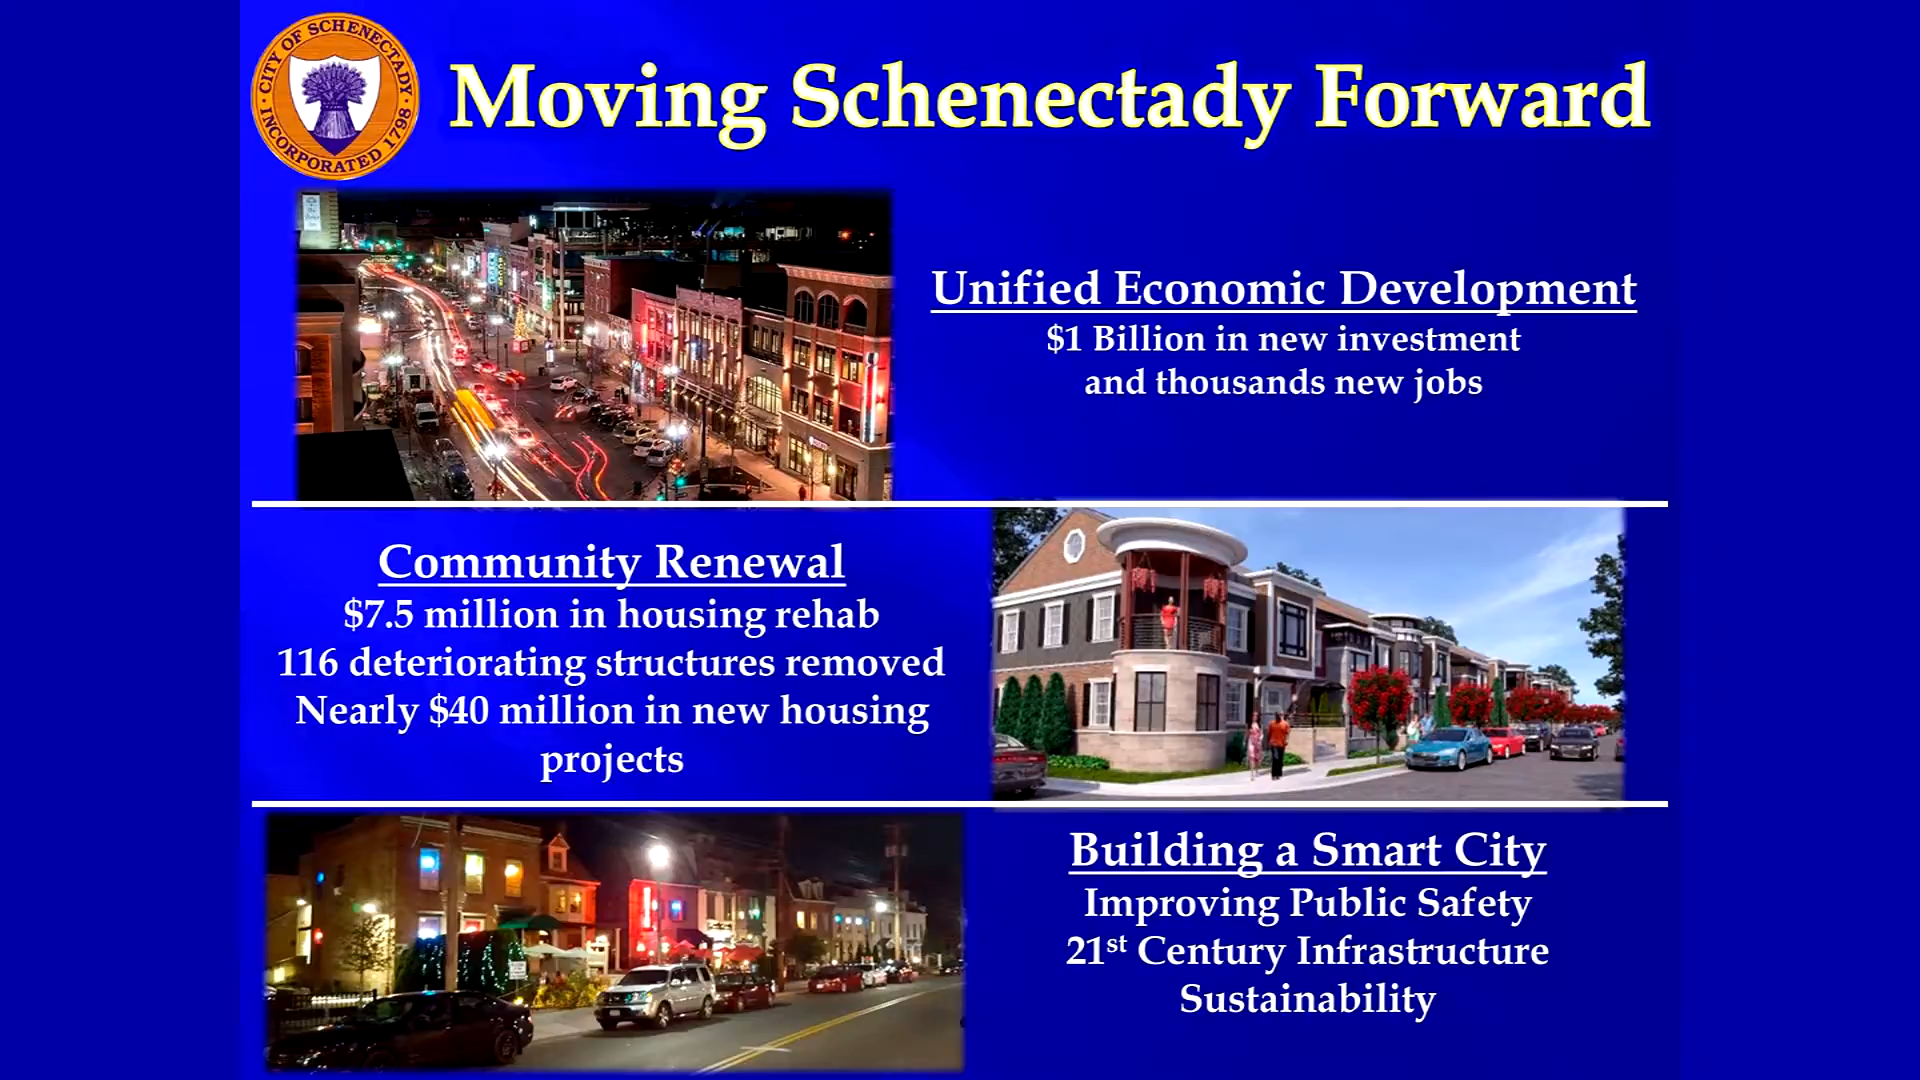 CITY OF SCHENECTADY
INCORPORATED 1798
Moving Schenectady Forward
Unified Economic Development
$1 Billion in new investment
and thousands new jobs
Community Renewal
$7.5 million in housing rehab
116 deteriorating structures removed
Nearly $40 million in new housing
projects
Building a Smart City
Improving Public Safety
21st Century Infrastructure
Sustainability